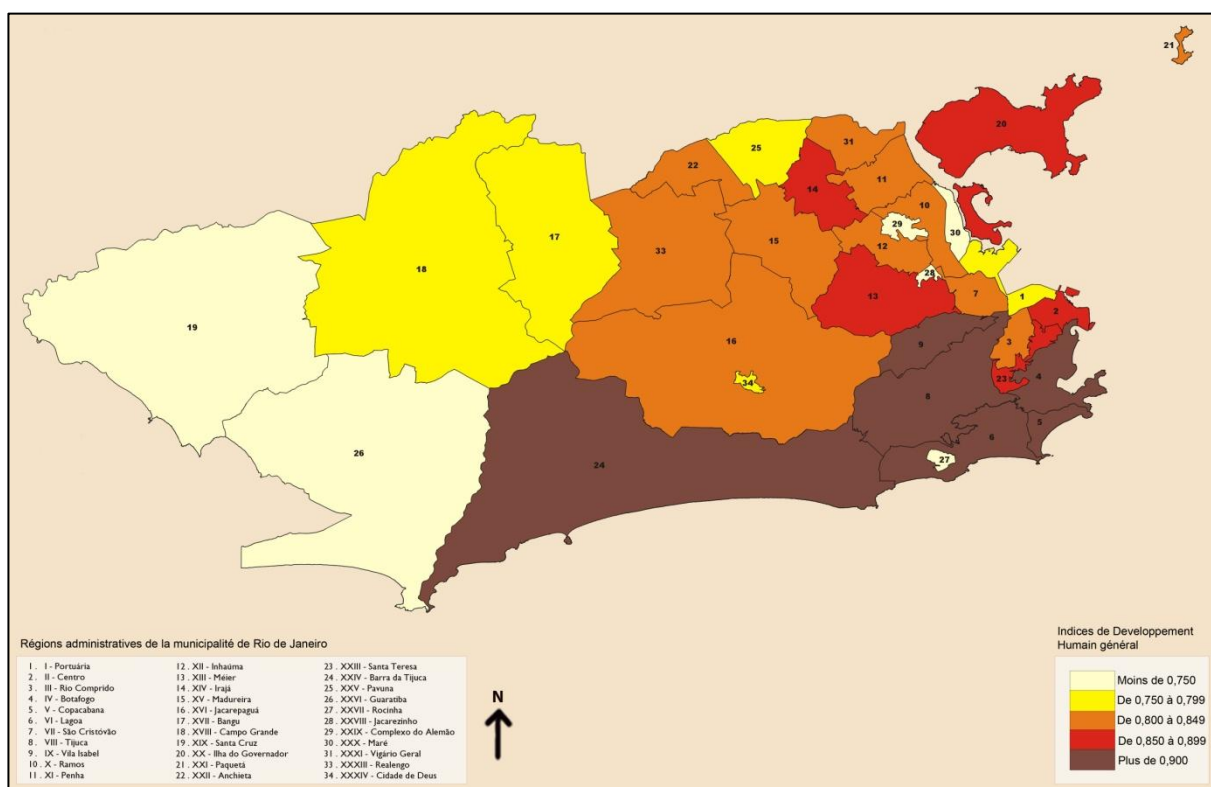 21
20
31
25
22
11
14
10
29
30
17
33
15
12
18
28
13
7
1
2
19
16
9
3
34
23
4
8
5
26
6
24
27
N
Régions administratives de la municipalité de Rio de Janeiro
1 . I - Portuária
2 . II - Centro
3 . III - Rio Comprido
4 . IV - Botafogo
5 . V - Copacabana
6 . VI - Lagoa
7 . VII - São Cristóvão
8 . VIII - Tijuca
9 . IX - Vila Isabel
10 . X - Ramos
11 . XI - Penha
12 . XII - Inhaúma
13 . XIII - Méier
14 . XIV - Irajá
15 . XV - Madureira
16 . XVI - Jacarepaguá
17 . XVII - Bangu
18 . XVIII - Campo Grande
19 . XIX - Santa Cruz
20 . XX - Ilha do Governador
21 . XXI - Paquetá
22 . XXII - Anchieta
23 . XXIII - Santa Teresa
24 . XXIV - Barra da Tijuca
25 . XXV - Pavuna
26 . XXVI - Guaratiba
27 . XXVII - Rocinha
28 . XXVIII - Jacarezinho
29 . XXIX - Complexo do Alemão
30 . XXX - Maré
31 . XXXI - Vigário Geral
33 . XXXIII - Realengo
34 . XXXIV - Cidade de Deus
Indices de Developpement
Humain général
Moins de 0,750
De 0,750 à 0,799
De 0,800 à 0,849
De 0,850 à 0,899
Plus de 0,900